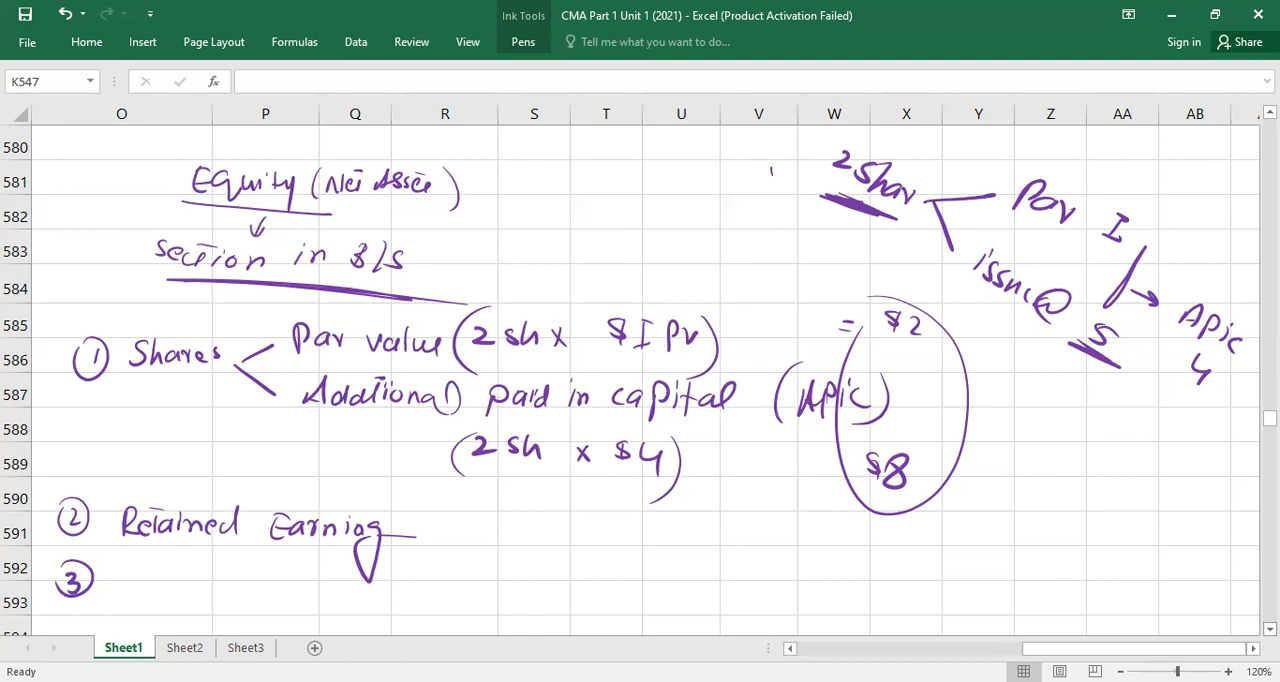 Ink Tools
CMA Part 1 Unit 1 (2021) - Excel (Product Activation Failed)
File Home Insert Page Layout Formulas Data Review View Pens Tell me what you want to do... Sign in Share
K547 fx
O P Q R S T U V W X Y Z AA AB
580
581
582
583
584
585
586
587
588
589
590
591
592
593
Equity (Net Asset)
Section in B/S
① Shares
Par value (2 sh x $1 PV) = $2
Additional paid in capital (APIC)
(2 sh x $4) $8
② Retained Earning
③
2 Shar
Par 1
issue @ 5
APIC
4
Sheet1 Sheet2 Sheet3
Ready 120%